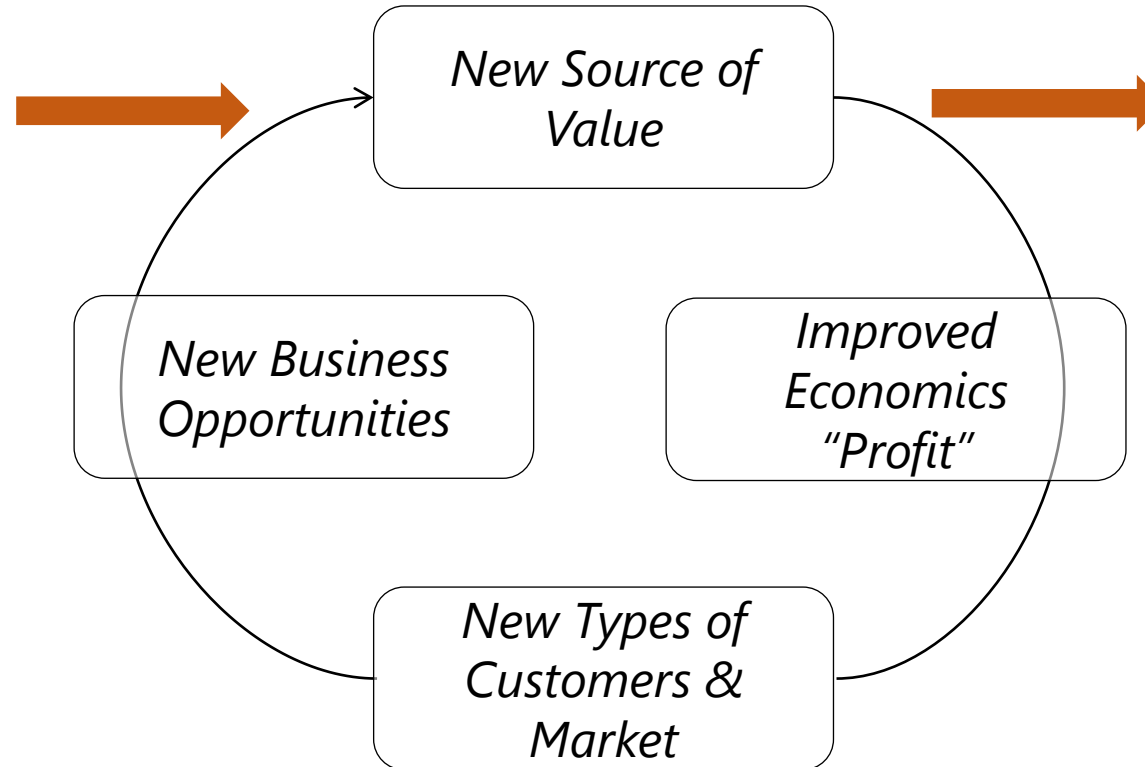 New Source of
Value
New Business
Opportunities
Improved
Economics
“Profit”
New Types of
Customers &
Market